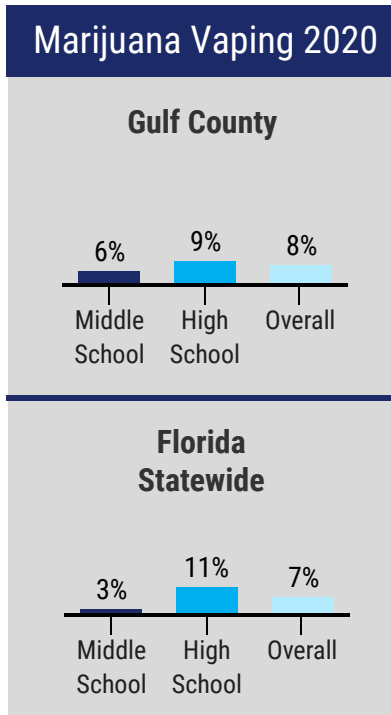 Marijuana Vaping 2020
Gulf County
6%
9%
8%
Middle
School
High
School
Overall
Florida
Statewide
3%
11%
7%
Middle
School
High
School
Overall